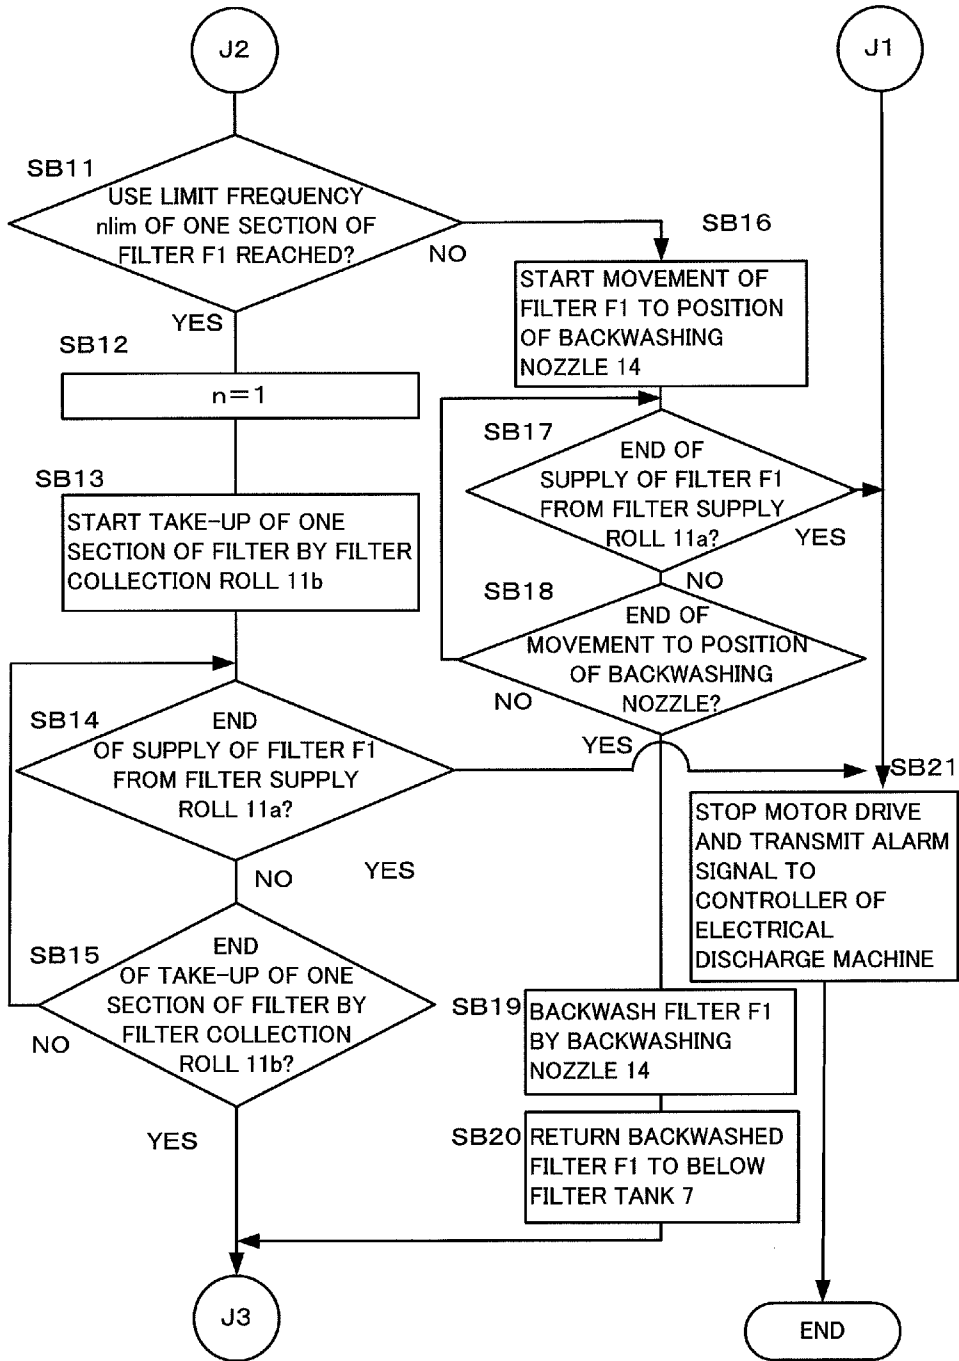 J2
J1
SB11
USE LIMIT FREQUENCY
nlim OF ONE SECTION OF
FILTER F1 REACHED?
NO
YES
SB12
n=1
SB13
START TAKE-UP OF ONE
SECTION OF FILTER BY FILTER
COLLECTION ROLL 11b
SB14
END
OF SUPPLY OF FILTER F1
FROM FILTER SUPPLY
ROLL 11a?
NO
YES
SB15
END
OF TAKE-UP OF ONE
SECTION OF FILTER BY
FILTER COLLECTION
ROLL 11b?
NO
YES
SB16
START MOVEMENT OF
FILTER F1 TO POSITION
OF BACKWASHING
NOZZLE 14
SB17
END OF
SUPPLY OF FILTER F1
FROM FILTER SUPPLY
ROLL 11a?
YES
NO
SB18
END OF
MOVEMENT TO POSITION
OF BACKWASHING
NOZZLE?
NO
YES
SB19
BACKWASH FILTER F1
BY BACKWASHING
NOZZLE 14
SB20
RETURN BACKWASHED
FILTER F1 TO BELOW
FILTER TANK 7
SB21
STOP MOTOR DRIVE
AND TRANSMIT ALARM
SIGNAL TO
CONTROLLER OF
ELECTRICAL
DISCHARGE MACHINE
J3
END